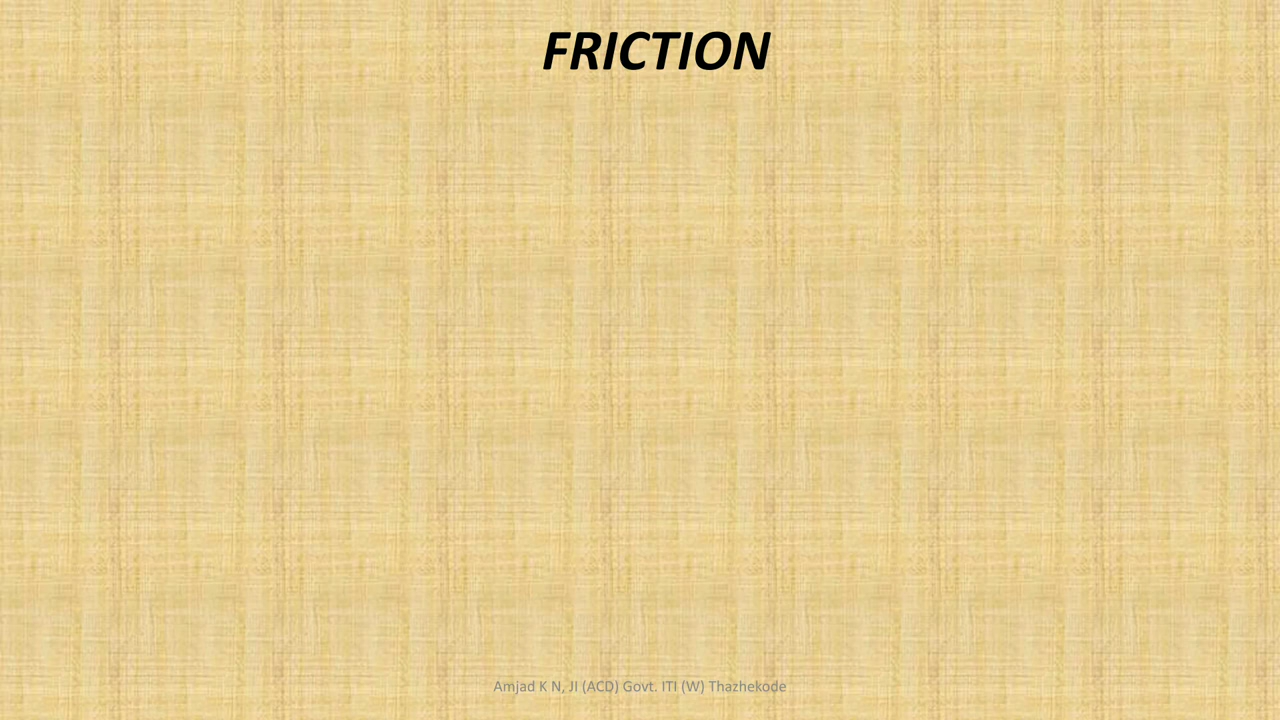 FRICTION
Amjad K N, JI (ACD) Govt. ITI (W) Thazhekode